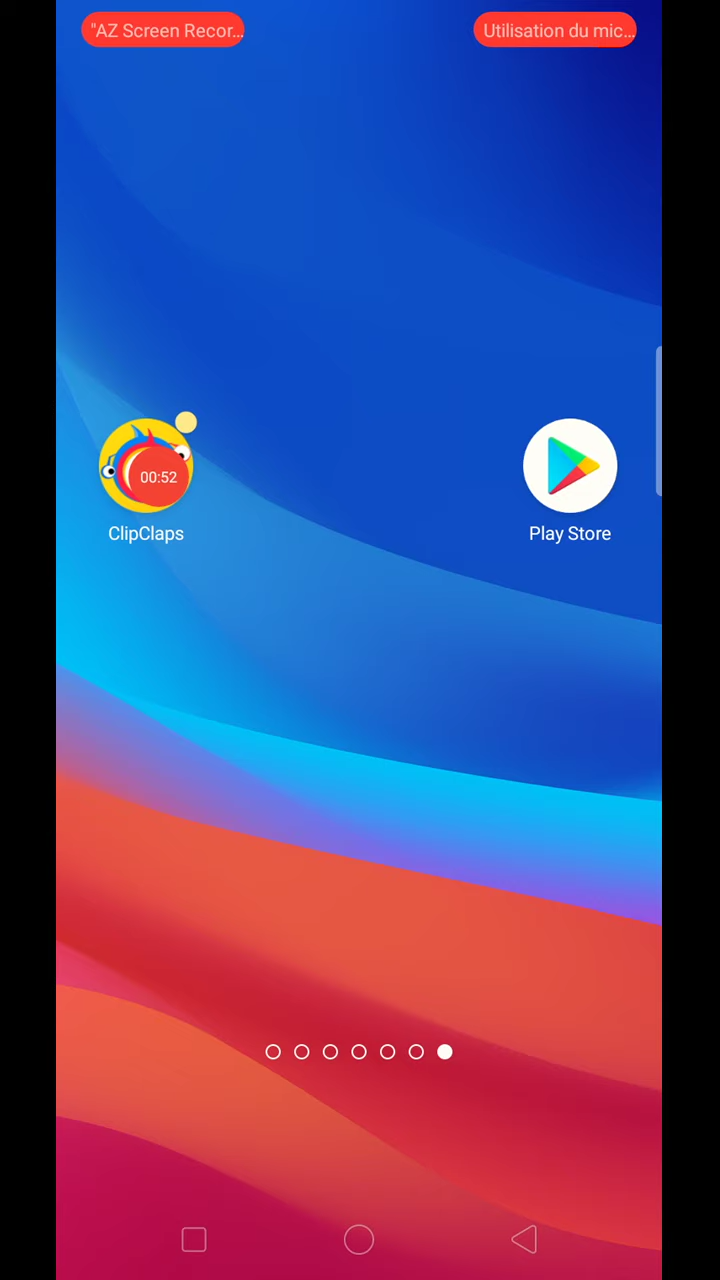 "AZ Screen Recor...
Utilisation du mic...
00:52
ClipClaps
Play Store